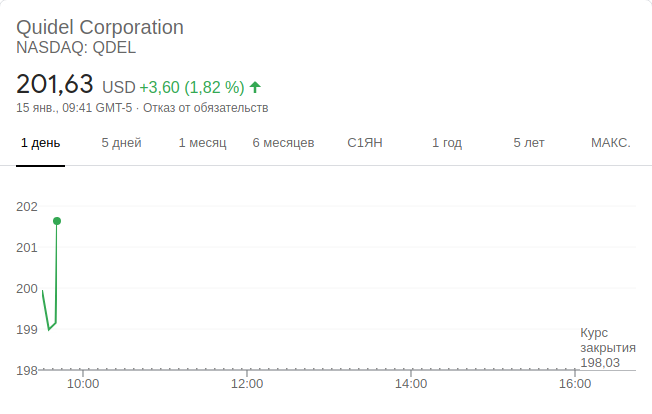 Quidel Corporation
NASDAQ: QDEL
201,63 USD +3,60 (1,82 %)
15 янв., 09:41 GMT-5 · Отказ от обязательств
1 день 5 дней 1 месяц 6 месяцев С1ЯН 1 год 5 лет МАКС.
202
201
200
199
Курс
закрытия
198,03
198
10:00 12:00 14:00 16:00